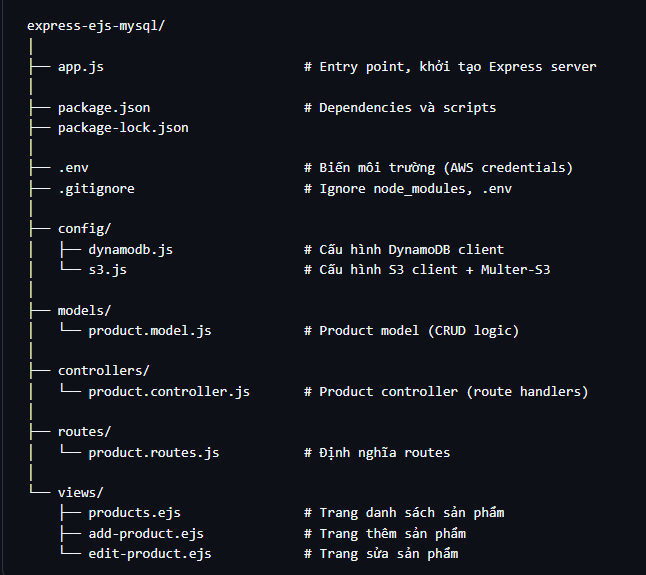 express-ejs-mysql/
│
├── app.js                          # Entry point, khởi tạo Express server
│
├── package.json                    # Dependencies và scripts
├── package-lock.json
│
├── .env                            # Biến môi trường (AWS credentials)
├── .gitignore                      # Ignore node_modules, .env
│
├── config/
│   ├── dynamodb.js                 # Cấu hình DynamoDB client
│   └── s3.js                       # Cấu hình S3 client + Multer-S3
│
├── models/
│   └── product.model.js            # Product model (CRUD logic)
│
├── controllers/
│   └── product.controller.js       # Product controller (route handlers)
│
├── routes/
│   └── product.routes.js           # Định nghĩa routes
│
└── views/
    ├── products.ejs                # Trang danh sách sản phẩm
    ├── add-product.ejs             # Trang thêm sản phẩm
    └── edit-product.ejs            # Trang sửa sản phẩm